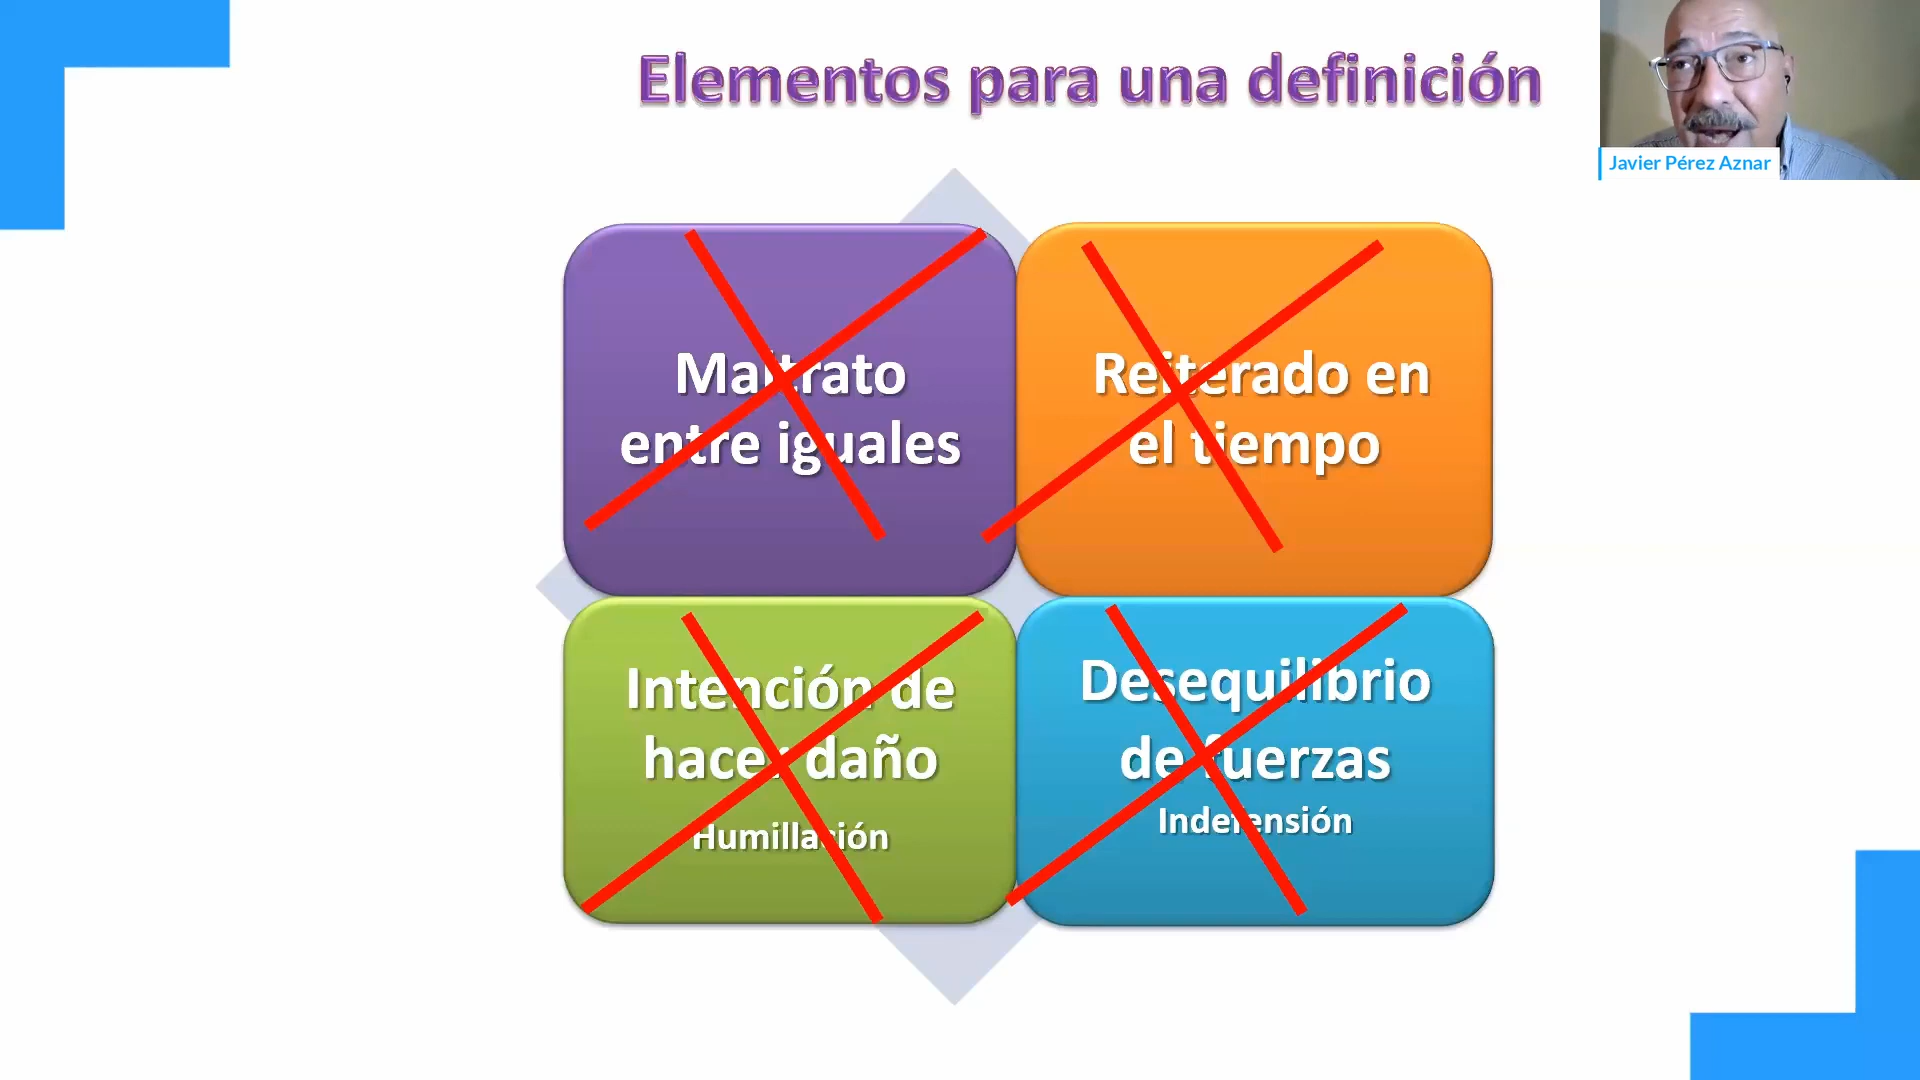 Elementos para una definición
Javier Pérez Aznar
Maltrato
entre iguales
Reiterado en
el tiempo
Intención de
hacer daño
Humillación
Desequilibrio
de fuerzas
Indefensión